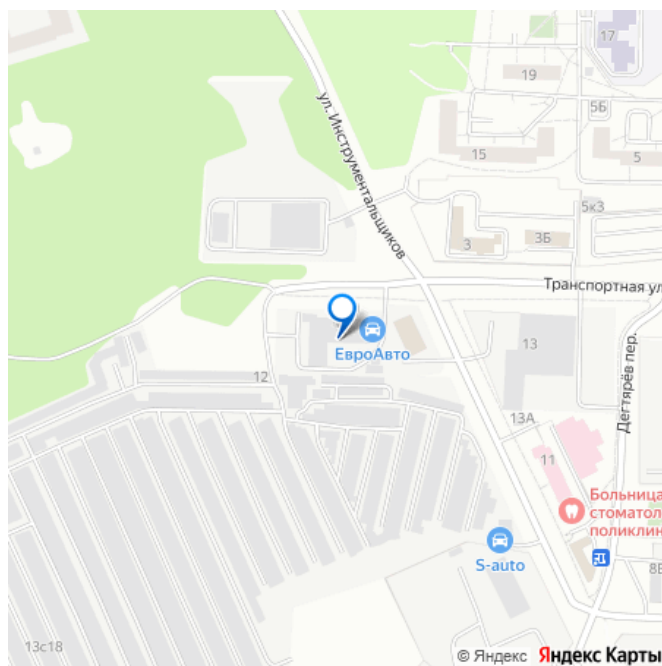 17
19
ул. Инструментальщиков
5Б
15
5
5к3
3
3Б
Транспортная ул.
ЕвроАвто
13
12
Дегтярёв пер.
13А
11
Больница
стоматол
поликлин
S-auto
8Б
13с18
© Яндекс Яндекс Карты